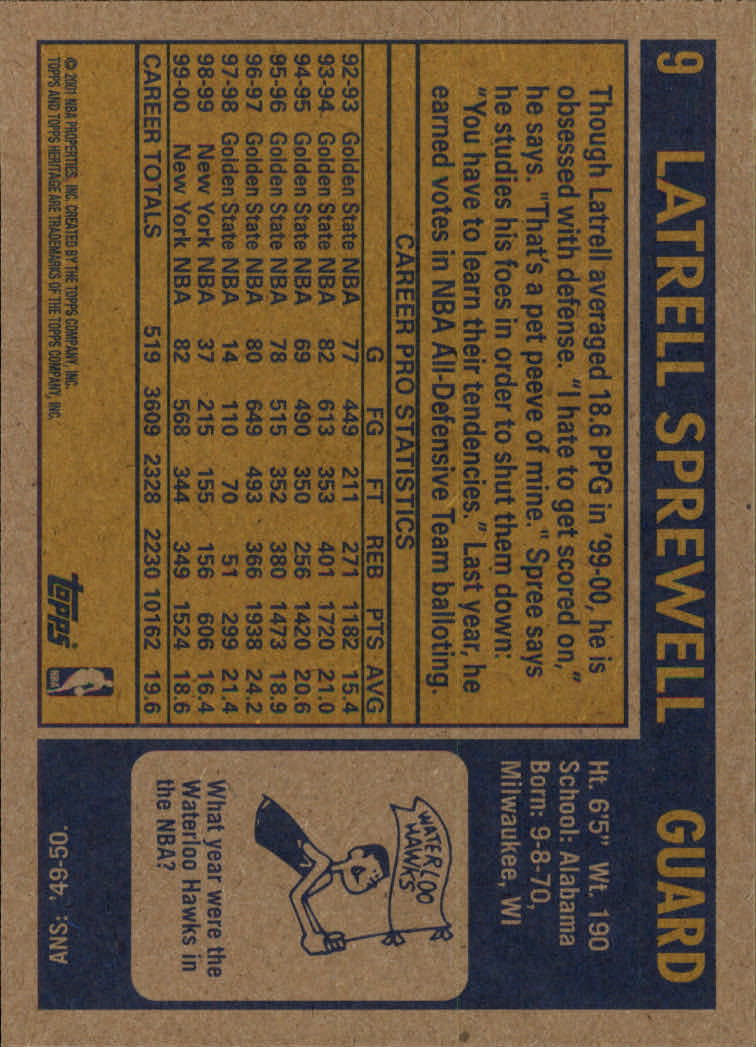 9 LATRELL SPREWELL GUARD
Though Latrell averaged 18.6 PPG in '99-00, he is
obsessed with defense. "I hate to get scored on,"
he says. "That's a pet peeve of mine." Spree says
he studies his foes in order to shut them down:
"You have to learn their tendencies." Last year, he
earned votes in NBA All-Defensive Team balloting.
CAREER PRO STATISTICS
G FG FT REB PTS AVG
92-93 Golden State NBA 77 449 211 271 1182 15.4
93-94 Golden State NBA 82 613 353 401 1720 21.0
94-95 Golden State NBA 69 490 350 256 1420 20.6
95-96 Golden State NBA 78 515 352 380 1473 18.9
96-97 Golden State NBA 80 649 493 366 1938 24.2
97-98 Golden State NBA 14 110 70 51 299 21.4
98-99 New York NBA 37 215 155 156 606 16.4
99-00 New York NBA 82 568 344 349 1524 18.6
CAREER TOTALS 519 3609 2328 2230 10162 19.6
© 2001 NBA PROPERTIES, INC. CREATED BY THE TOPPS COMPANY, INC.
TOPPS AND TOPPS HERITAGE ARE TRADEMARKS OF THE TOPPS COMPANY, INC.
topps
NBA
Ht. 6'5" Wt. 190
School: Alabama
Born: 9-8-70,
Milwaukee, WI
WATERLOO
HAWKS
What year were the
Waterloo Hawks in
the NBA?
ANS: '49-50.